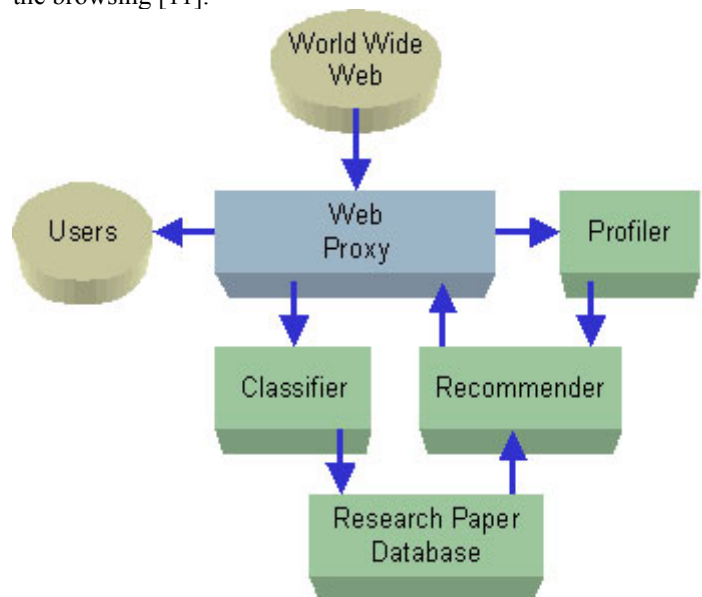 the browsing [11].
World Wide
Web
Users
Web
Proxy
Profiler
Classifier
Recommender
Research Paper
Database